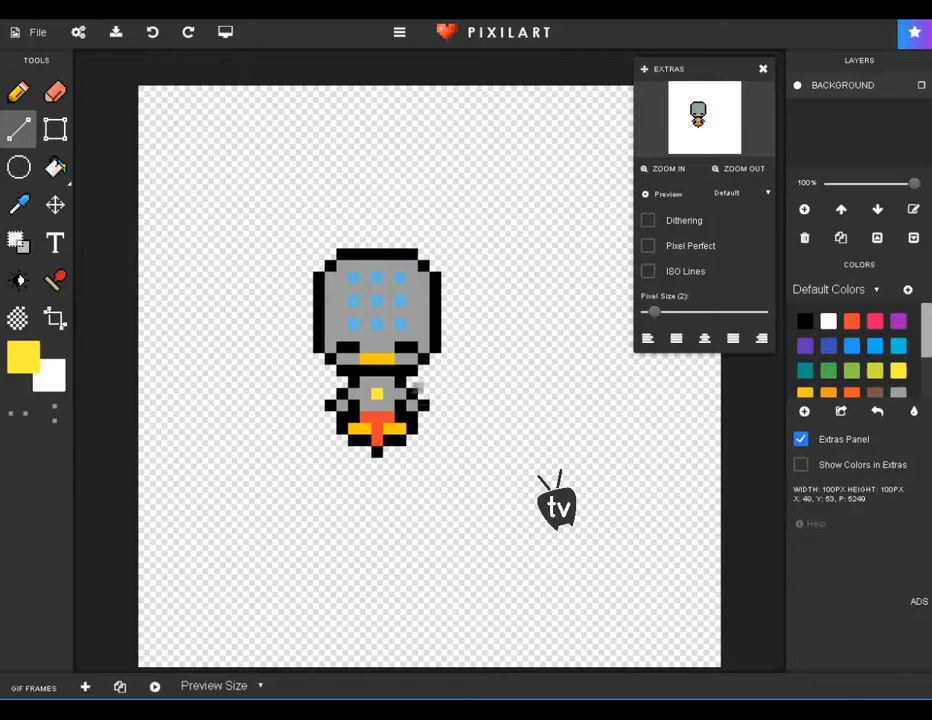 File
PIXILART
TOOLS
EXTRAS
ZOOM IN
ZOOM OUT
Preview
Default
Dithering
Pixel Perfect
ISO Lines
Pixel Size (2):
LAYERS
BACKGROUND
100%
COLORS
Default Colors
Extras Panel
Show Colors in Extras
WIDTH: 100PX HEIGHT: 100PX
X: 49, Y: 53, P: 5249
Help
ADS
tv
GIF FRAMES
Preview Size